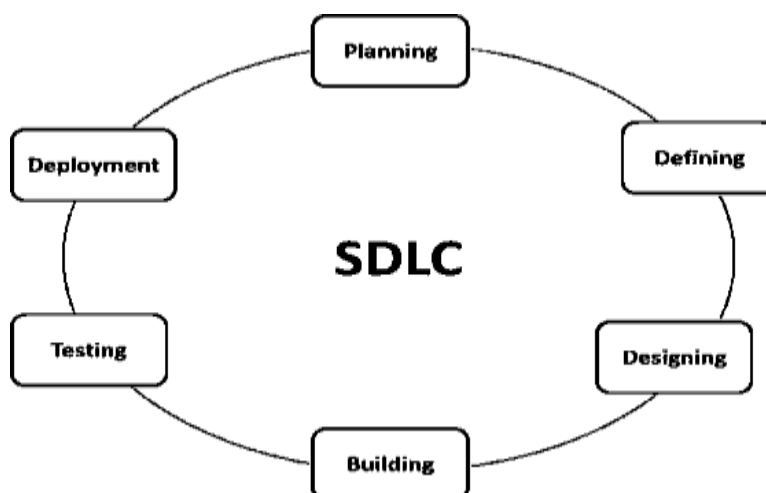 Planning
Defining
Designing
Building
Testing
Deployment
SDLC